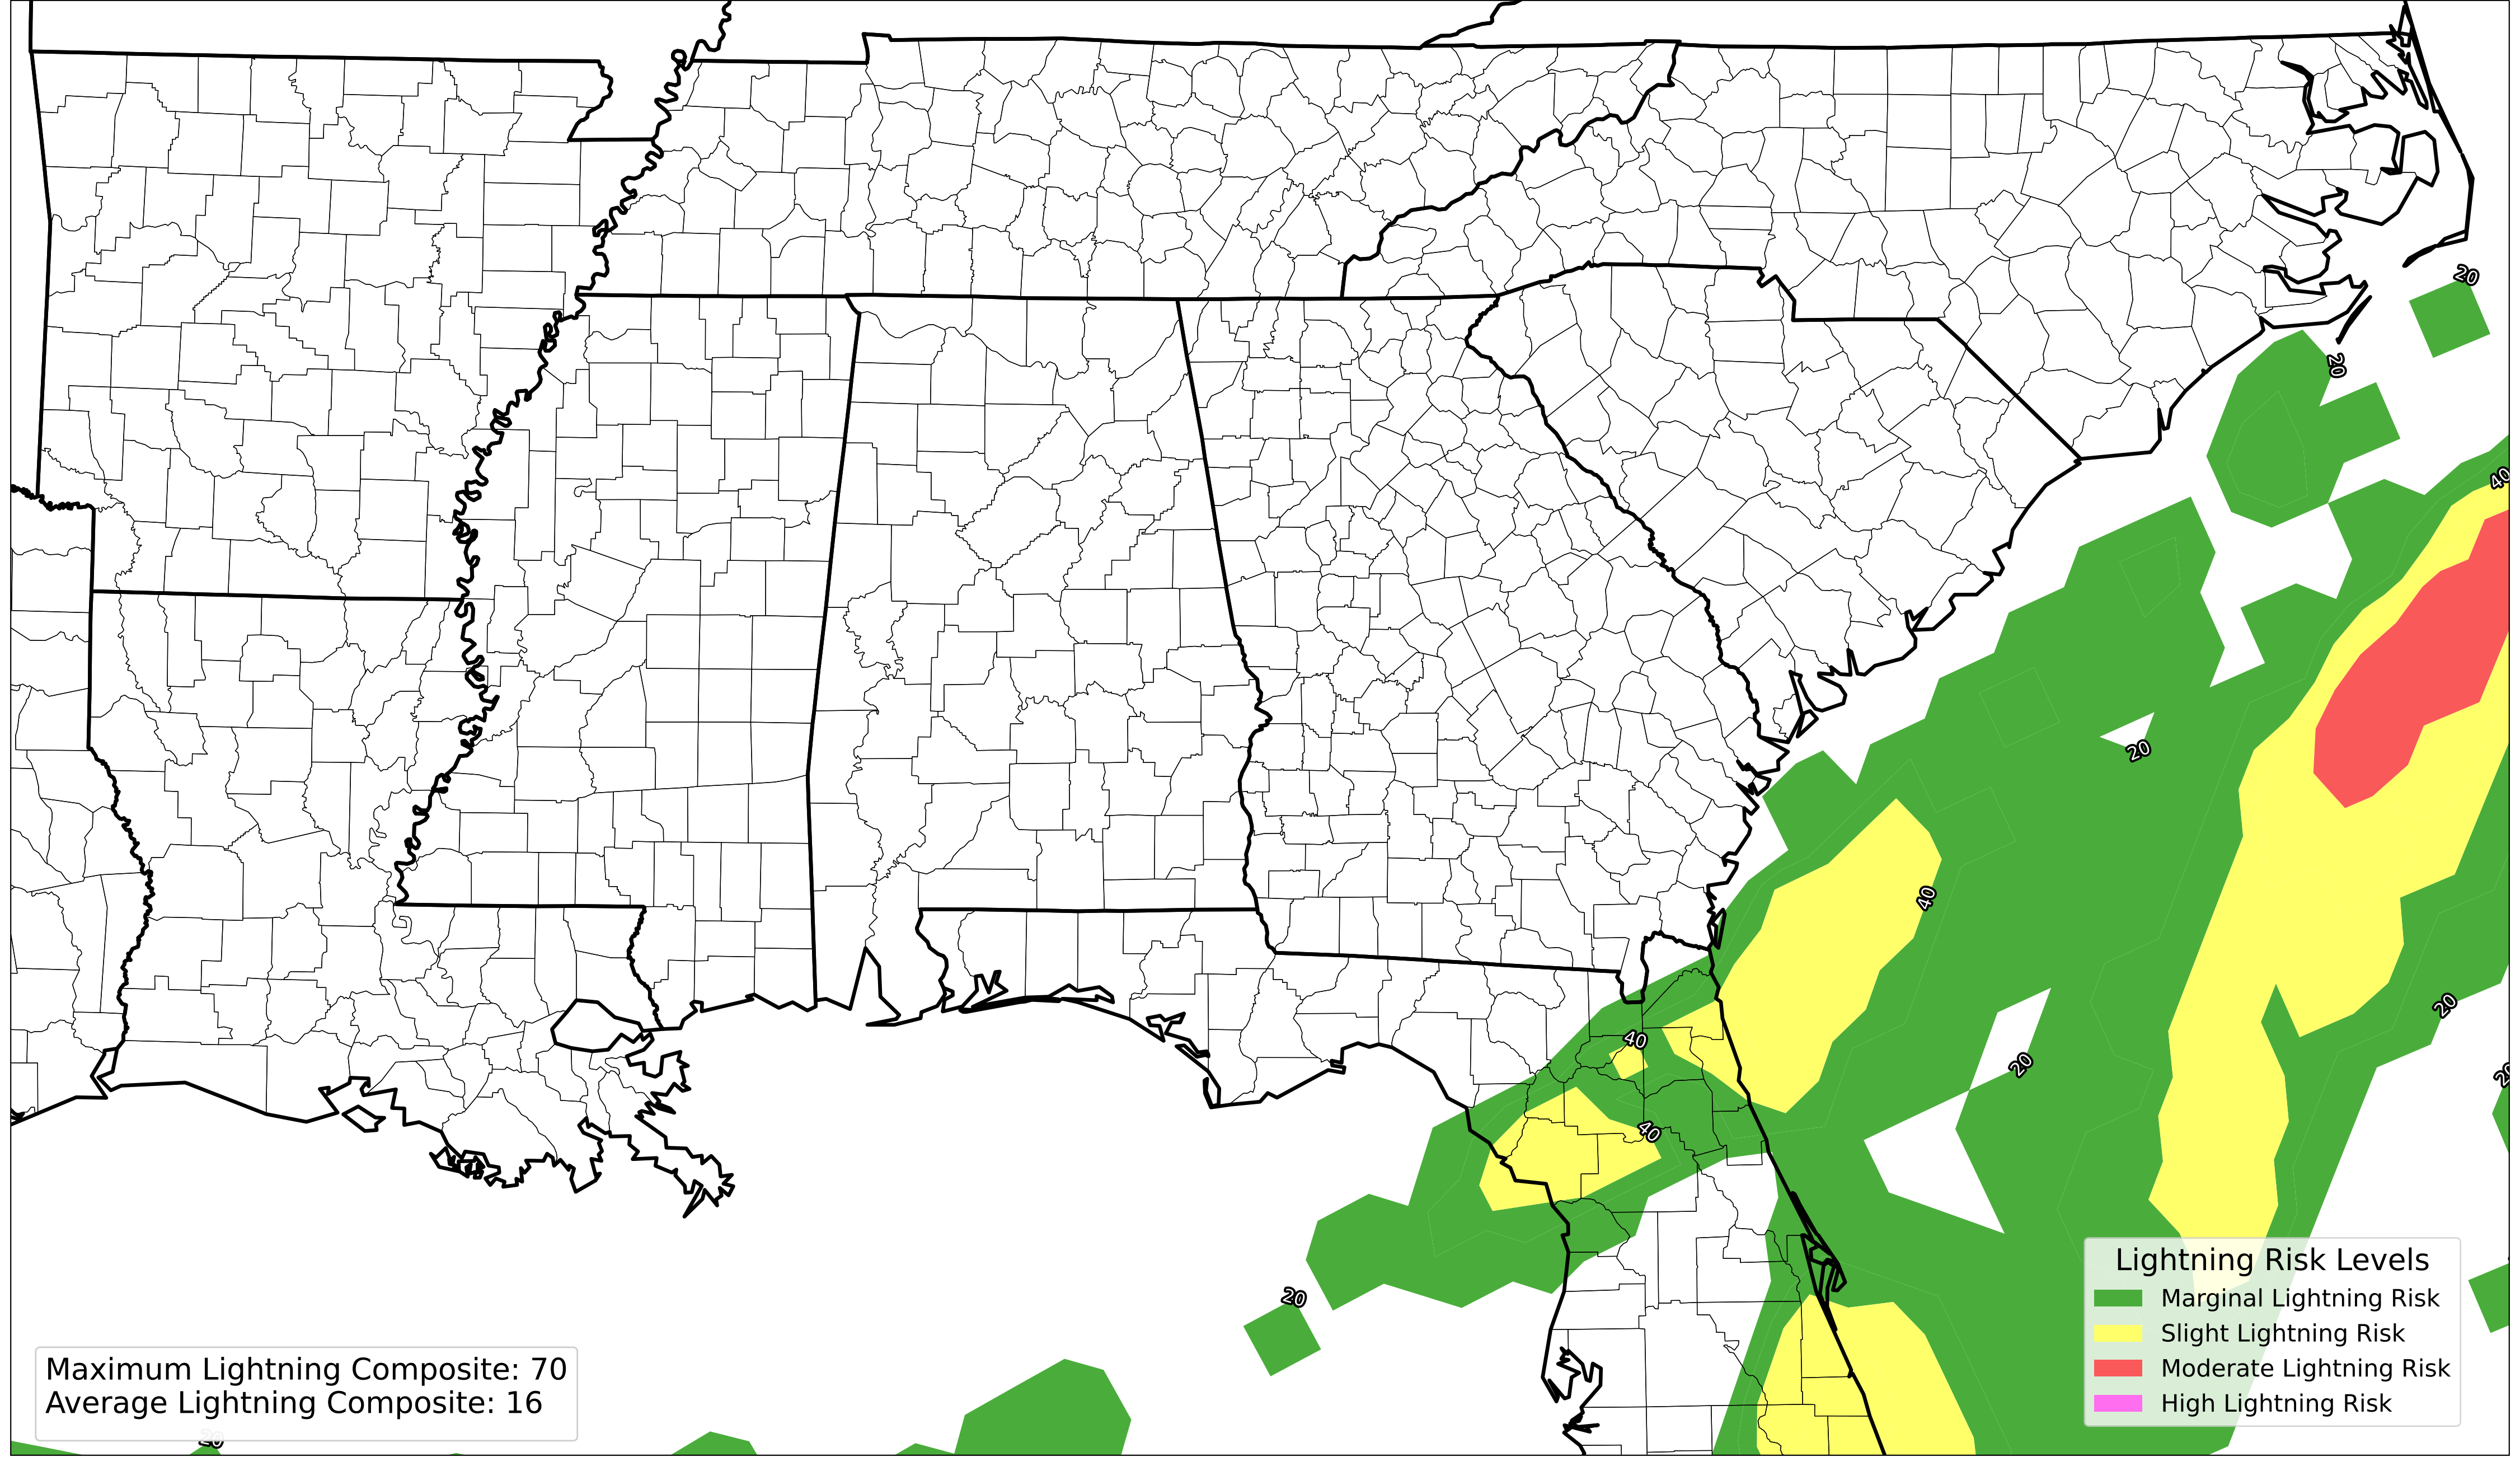 20
20
40
20
40
40
20
20
40
20
20
Lightning Risk Levels
Marginal Lightning Risk
Slight Lightning Risk
Moderate Lightning Risk
High Lightning Risk
Maximum Lightning Composite: 70
Average Lightning Composite: 16